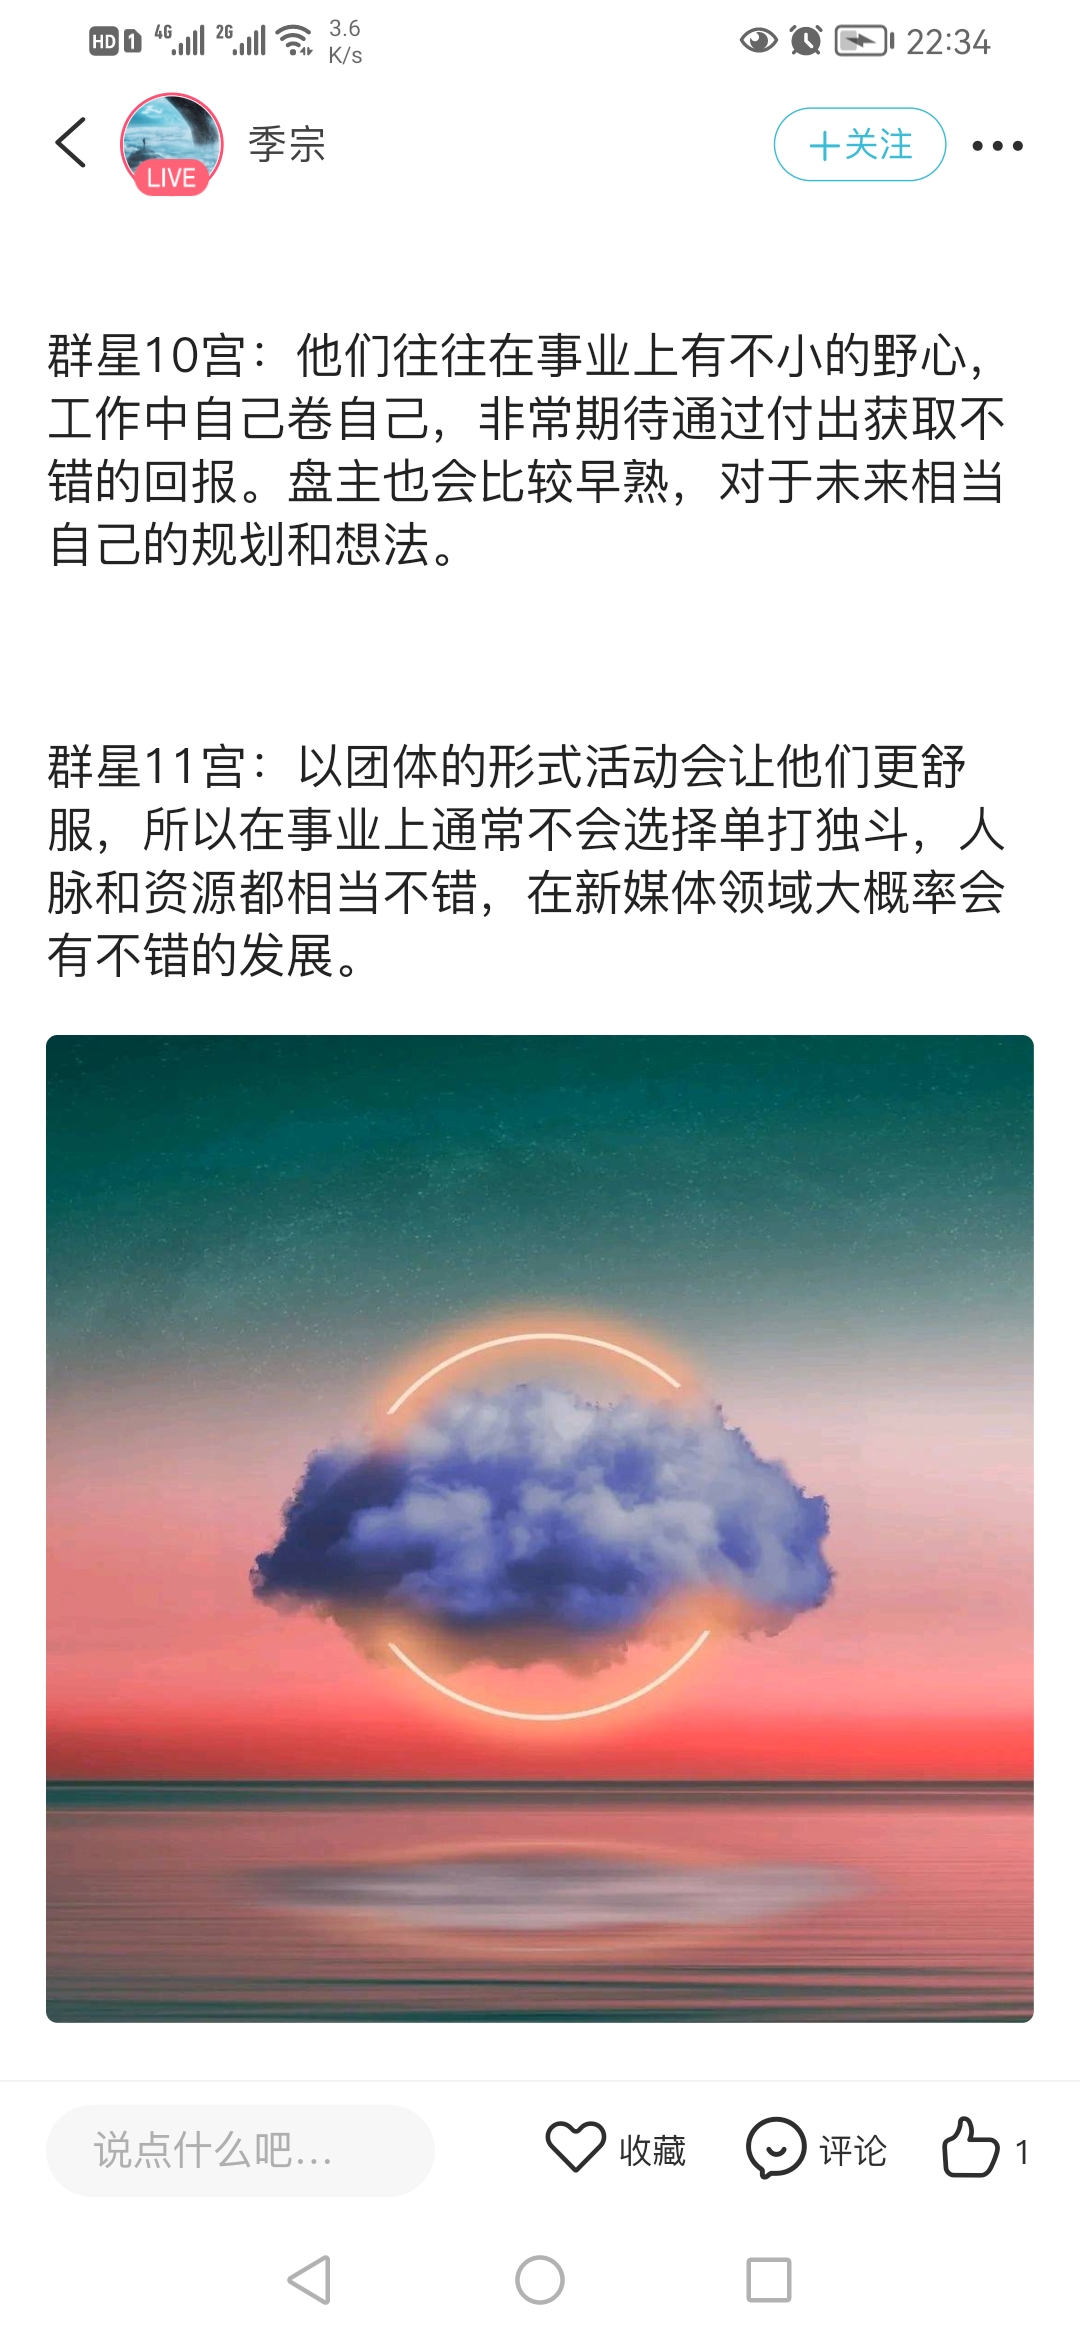 HD 1 4G 2G 3.6 K/s 22:34
季宗
LIVE
+关注
群星10宫：他们往往在事业上有不小的野心，
工作中自己卷自己，非常期待通过付出获取不
错的回报。盘主也会比较早熟，对于未来相当
自己的规划和想法。
群星11宫：以团体的形式活动会让他们更舒
服，所以在事业上通常不会选择单打独斗，人
脉和资源都相当不错，在新媒体领域大概率会
有不错的发展。
说点什么吧...
收藏
评论
1